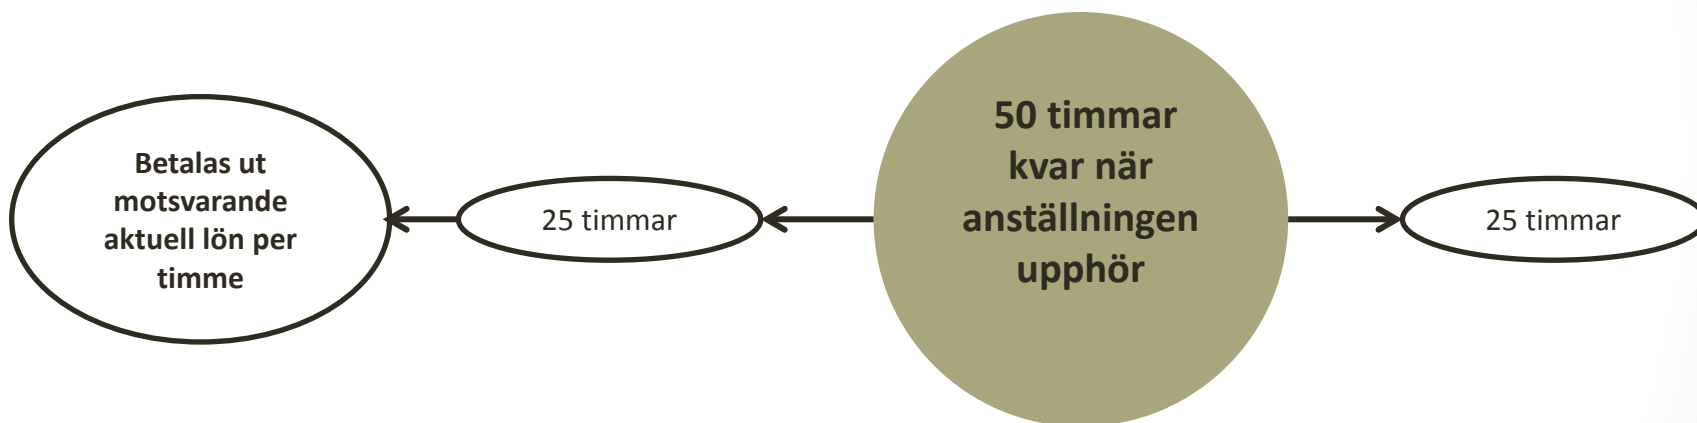 Betalas ut
motsvarande
aktuell lön per
timme
25 timmar
50 timmar
kvar när
anställningen
upphör
25 timmar